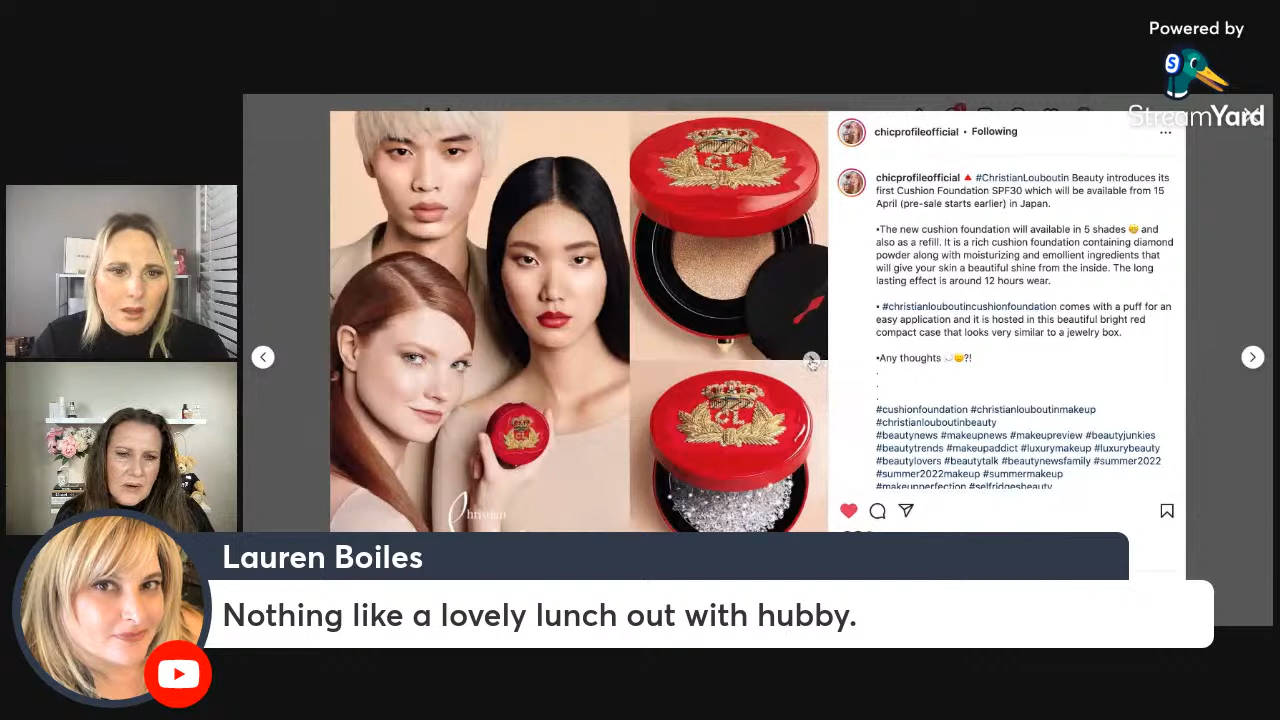 Powered by
S
StreamYard
chicprofileofficial • Following
...
chicprofileofficial 🔺 #ChristianLouboutin Beauty introduces its
first Cushion Foundation SPF30 which will be available from 15
April (pre-sale starts earlier) in Japan.
•The new cushion foundation will available in 5 shades 😊 and
also as a refill. It is a rich cushion foundation containing diamond
powder along with moisturizing and emollient ingredients that
will give your skin a beautiful shine from the inside. The long
lasting effect is around 12 hours wear.
• #christianlouboutincushionfoundation comes with a puff for an
easy application and it is hosted in this beautiful bright red
compact case that looks very similar to a jewelry box.
•Any thoughts 💭😊?!
.
.
.
#cushionfoundation #christianlouboutinmakeup
#christianlouboutinbeauty
#beautynews #makeupnews #makeupreview #beautyjunkies
#beautytrends #makeupaddict #luxurymakeup #luxurybeauty
#beautylovers #beautytalk #beautynewsfamily #summer2022
#summer2022makeup #summermakeup
#makeupperfection #selfridgesbeauty
CL
CL
CL
Christian
Lauren Boiles
Nothing like a lovely lunch out with hubby.